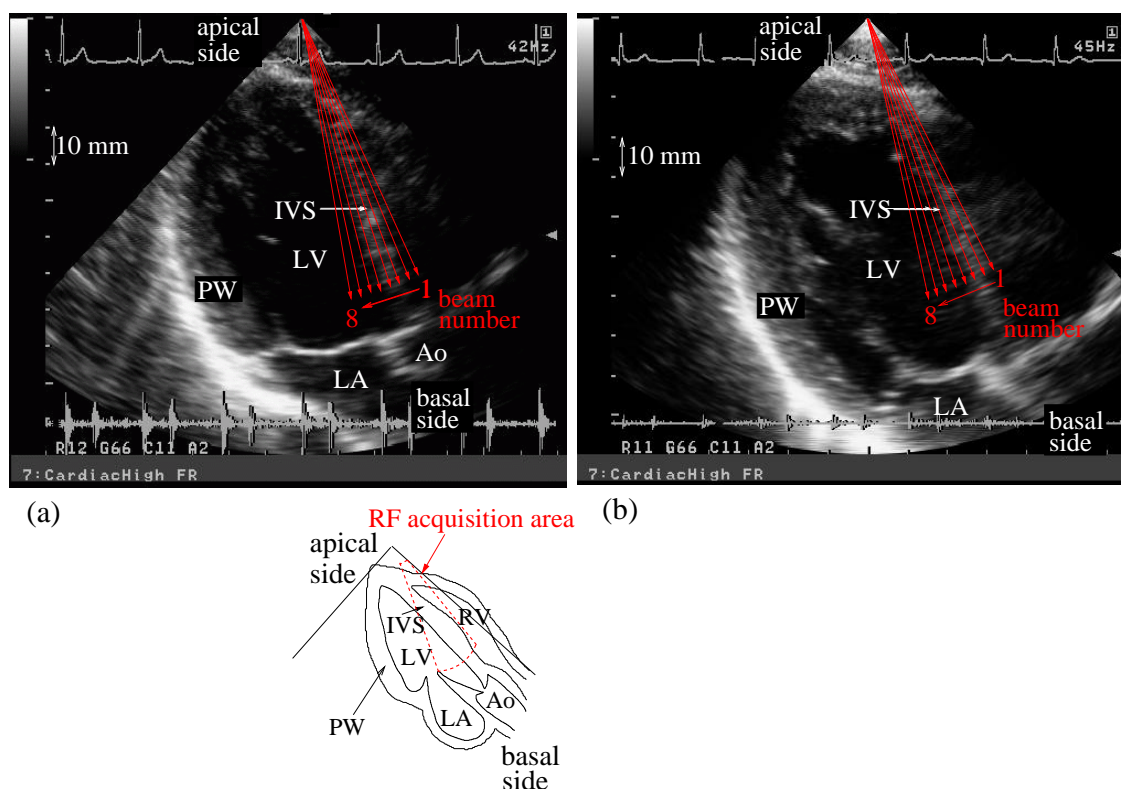 apical
side
1
42Hz
10 mm
IVS
LV
PW
1
8
beam
number
Ao
LA
basal
side
R12 G66 C11 A2
7:CardiacHigh FR
(a)
apical
side
1
45Hz
10 mm
IVS
LV
PW
1
8
beam
number
LA
basal
side
R11 G66 C11 A2
7:CardiacHigh FR
(b)
RF acquisition area
apical
side
IVS
RV
LV
PW
LA
Ao
basal
side